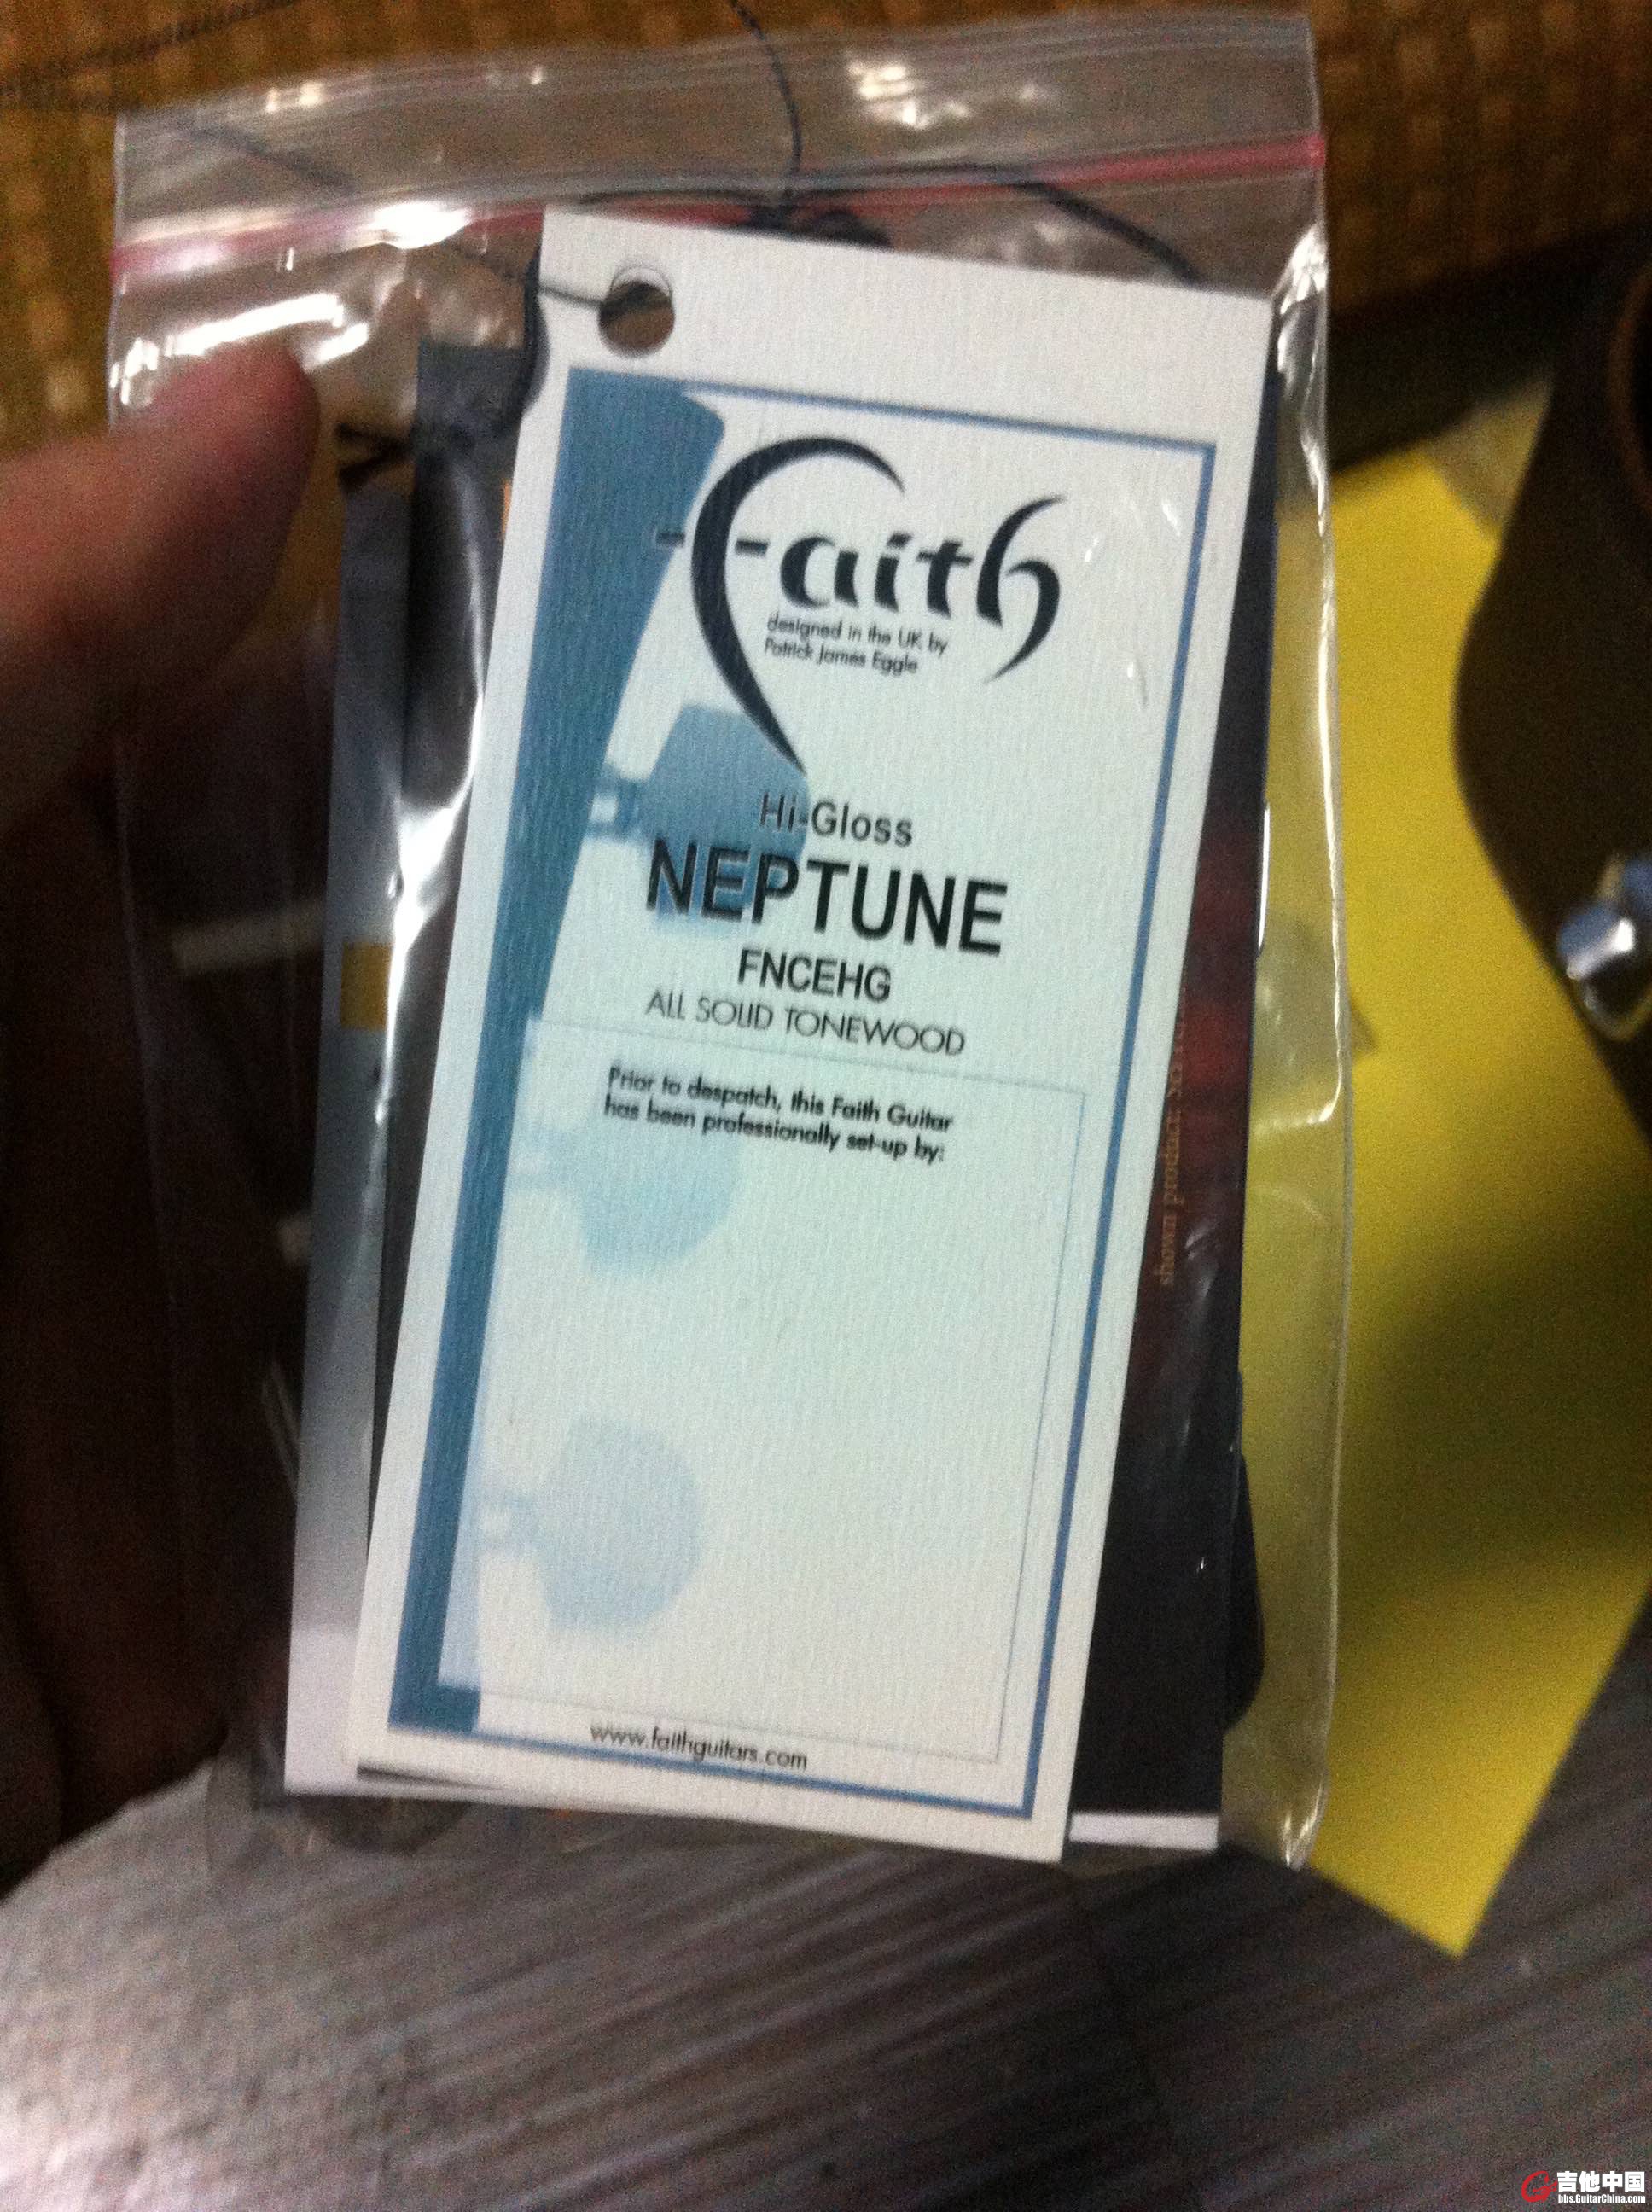 Faith
designed in the UK by
Patrick James Eggle
Hi-Gloss
NEPTUNE
FNCEHG
ALL SOLID TONEWOOD
Prior to despatch, this Faith Guitar
has been professionally set-up by:
www.faithguitars.com
shown product
吉他中国
bbs.GuitarChina.com